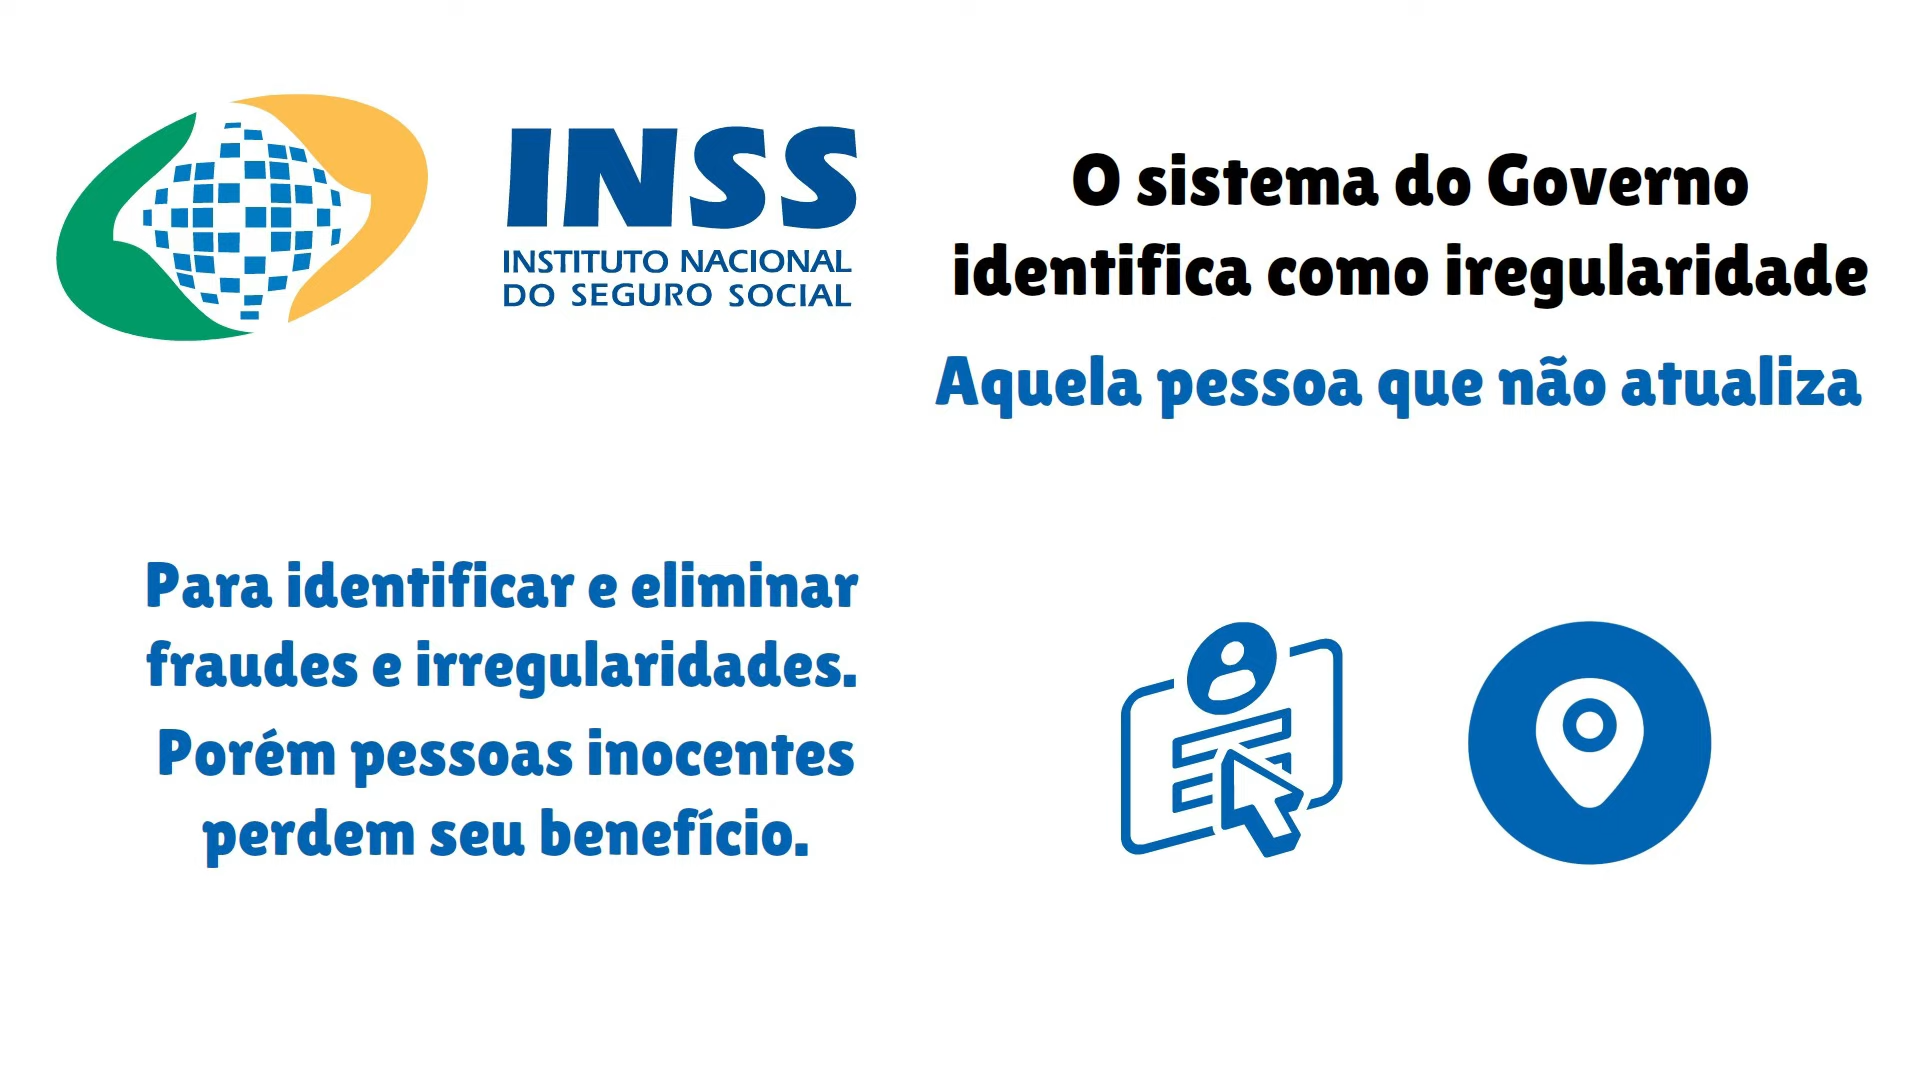 INSS
INSTITUTO NACIONAL
DO SEGURO SOCIAL
O sistema do Governo
identifica como iregularidade
Aquela pessoa que não atualiza
Para identificar e eliminar
fraudes e irregularidades.
Porém pessoas inocentes
perdem seu benefício.